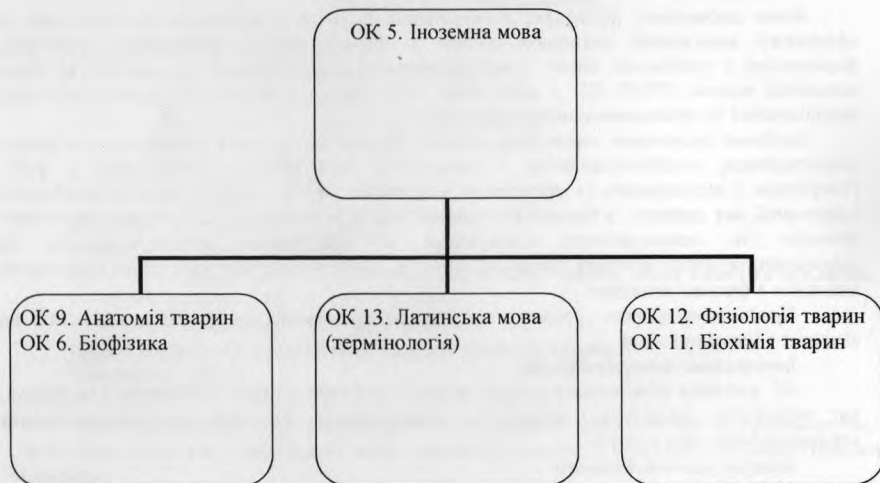 ОК 5. Іноземна мова
ОК 9. Анатомія тварин
ОК 6. Біофізика
ОК 13. Латинська мова
(термінологія)
ОК 12. Фізіологія тварин
ОК 11. Біохімія тварин